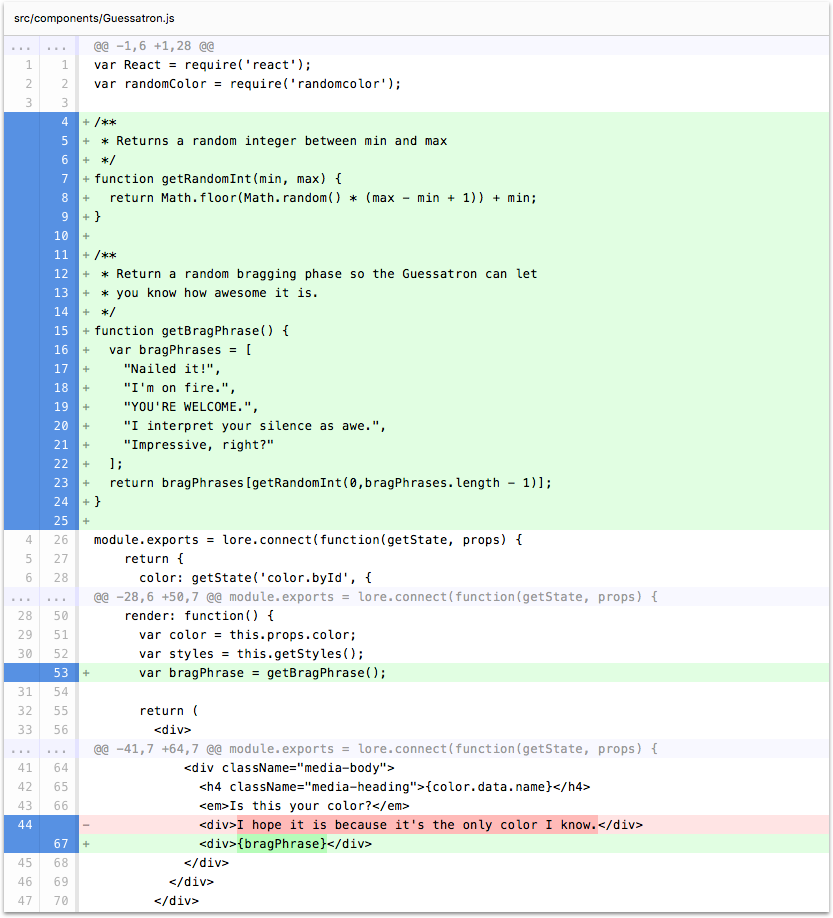 src/components/Guessatron.js
... ... @@ -1,6 +1,28 @@
1 1 var React = require('react');
2 2 var randomColor = require('randomcolor');
3 3
4 +/**
5 + * Returns a random integer between min and max
6 + */
7 +function getRandomInt(min, max) {
8 +  return Math.floor(Math.random() * (max - min + 1)) + min;
9 +}
10 +
11 +/**
12 + * Return a random bragging phase so the Guessatron can let
13 + * you know how awesome it is.
14 + */
15 +function getBragPhrase() {
16 +  var bragPhrases = [
17 +    "Nailed it!",
18 +    "I'm on fire.",
19 +    "YOU'RE WELCOME.",
20 +    "I interpret your silence as awe.",
21 +    "Impressive, right?"
22 +  ];
23 +  return bragPhrases[getRandomInt(0,bragPhrases.length - 1)];
24 +}
25 +
4 26 module.exports = lore.connect(function(getState, props) {
5 27     return {
6 28       color: getState('color.byId', {
... ... @@ -28,6 +50,7 @@ module.exports = lore.connect(function(getState, props) {
28 50     render: function() {
29 51       var color = this.props.color;
30 52       var styles = this.getStyles();
53 +      var bragPhrase = getBragPhrase();
31 54
32 55       return (
33 56         <div>
... ... @@ -41,7 +64,7 @@ module.exports = lore.connect(function(getState, props) {
41 64             <div className="media-body">
42 65               <h4 className="media-heading">{color.data.name}</h4>
43 66               <em>Is this your color?</em>
44 -              <div>I hope it is because it's the only color I know.</div>
67 +              <div>{bragPhrase}</div>
45 68             </div>
46 69           </div>
47 70         </div>